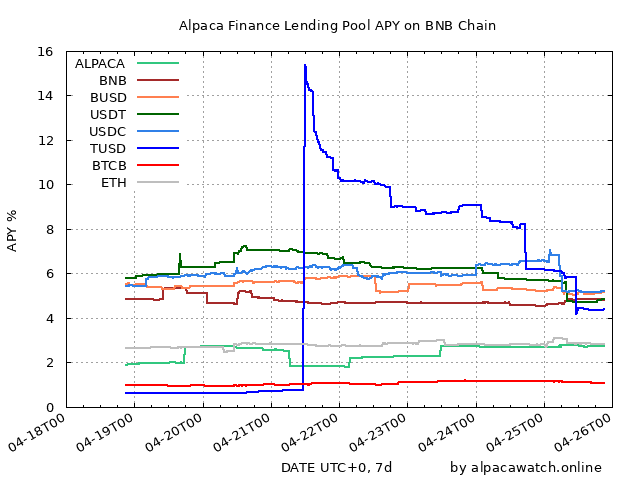 Alpaca Finance Lending Pool APY on BNB Chain
APY %
16
14
12
10
8
6
4
2
0
ALPACA
BNB
BUSD
USDT
USDC
TUSD
BTCB
ETH
04-18T00
04-19T00
04-20T00
04-21T00
04-22T00
04-23T00
04-24T00
04-25T00
04-26T00
DATE UTC+0, 7d
by alpacawatch.online